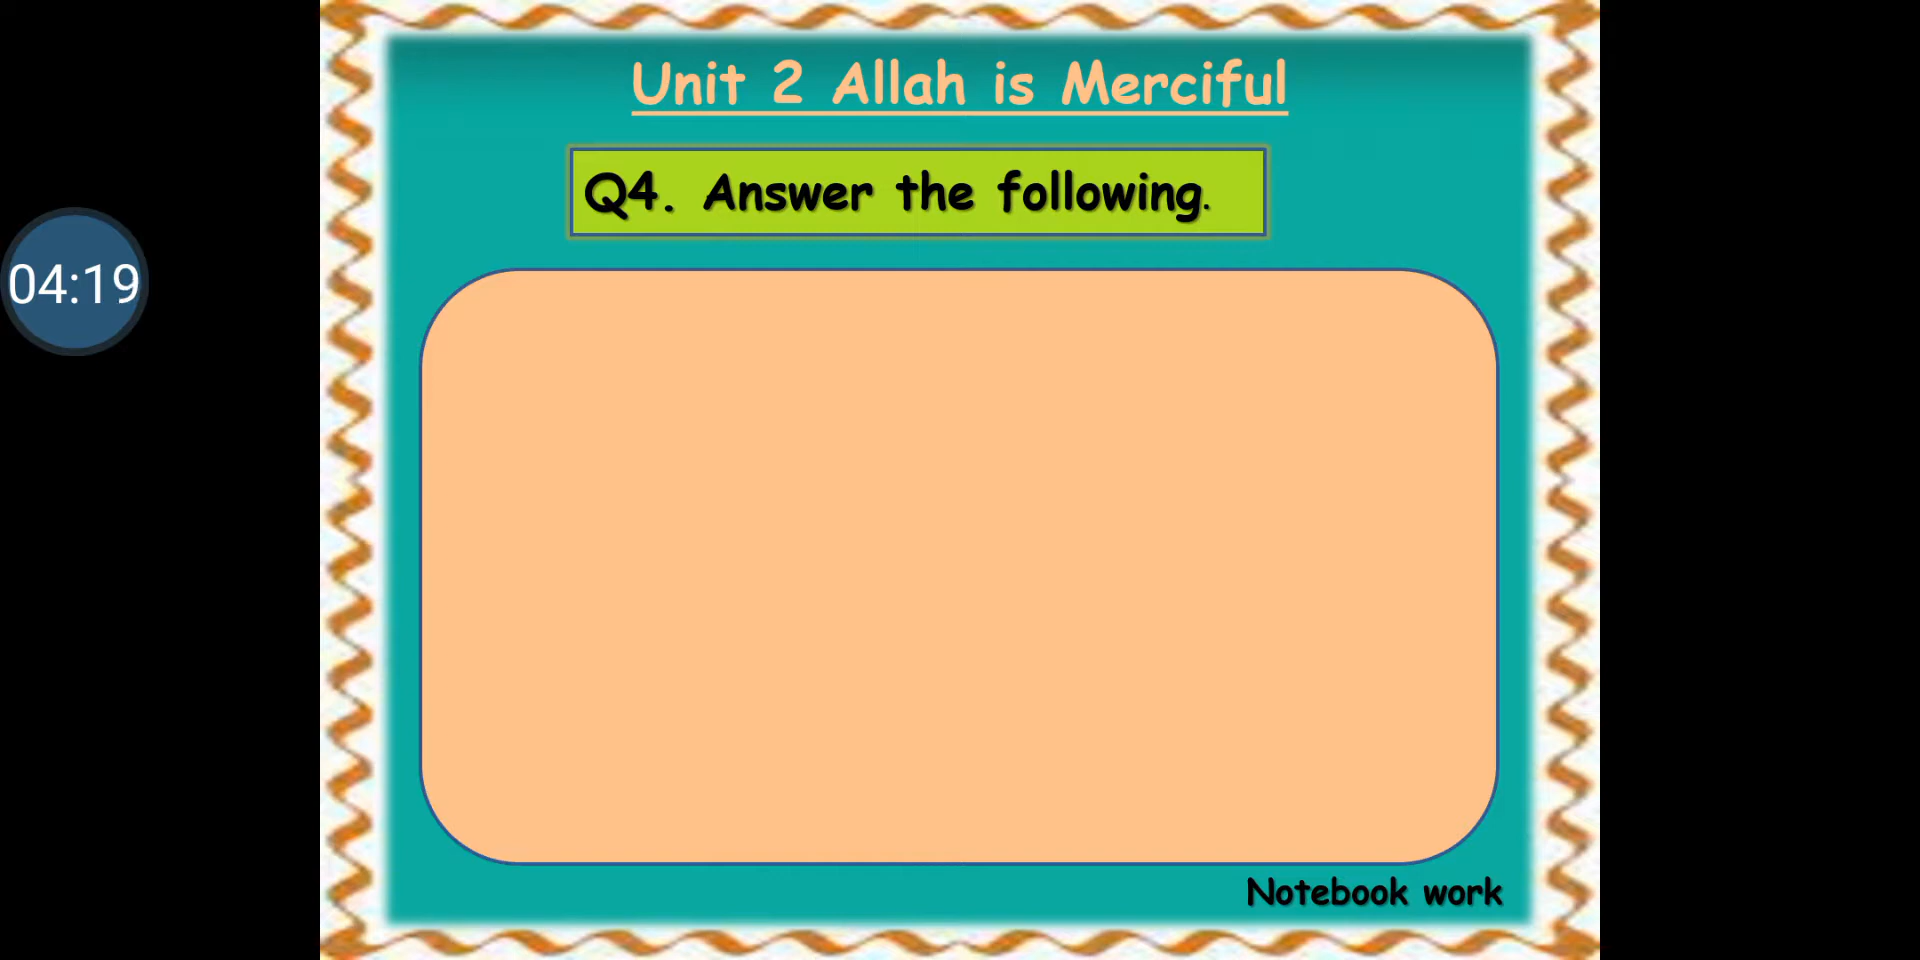 Unit 2 Allah is Merciful
Q4. Answer the following.
04:19
Notebook work